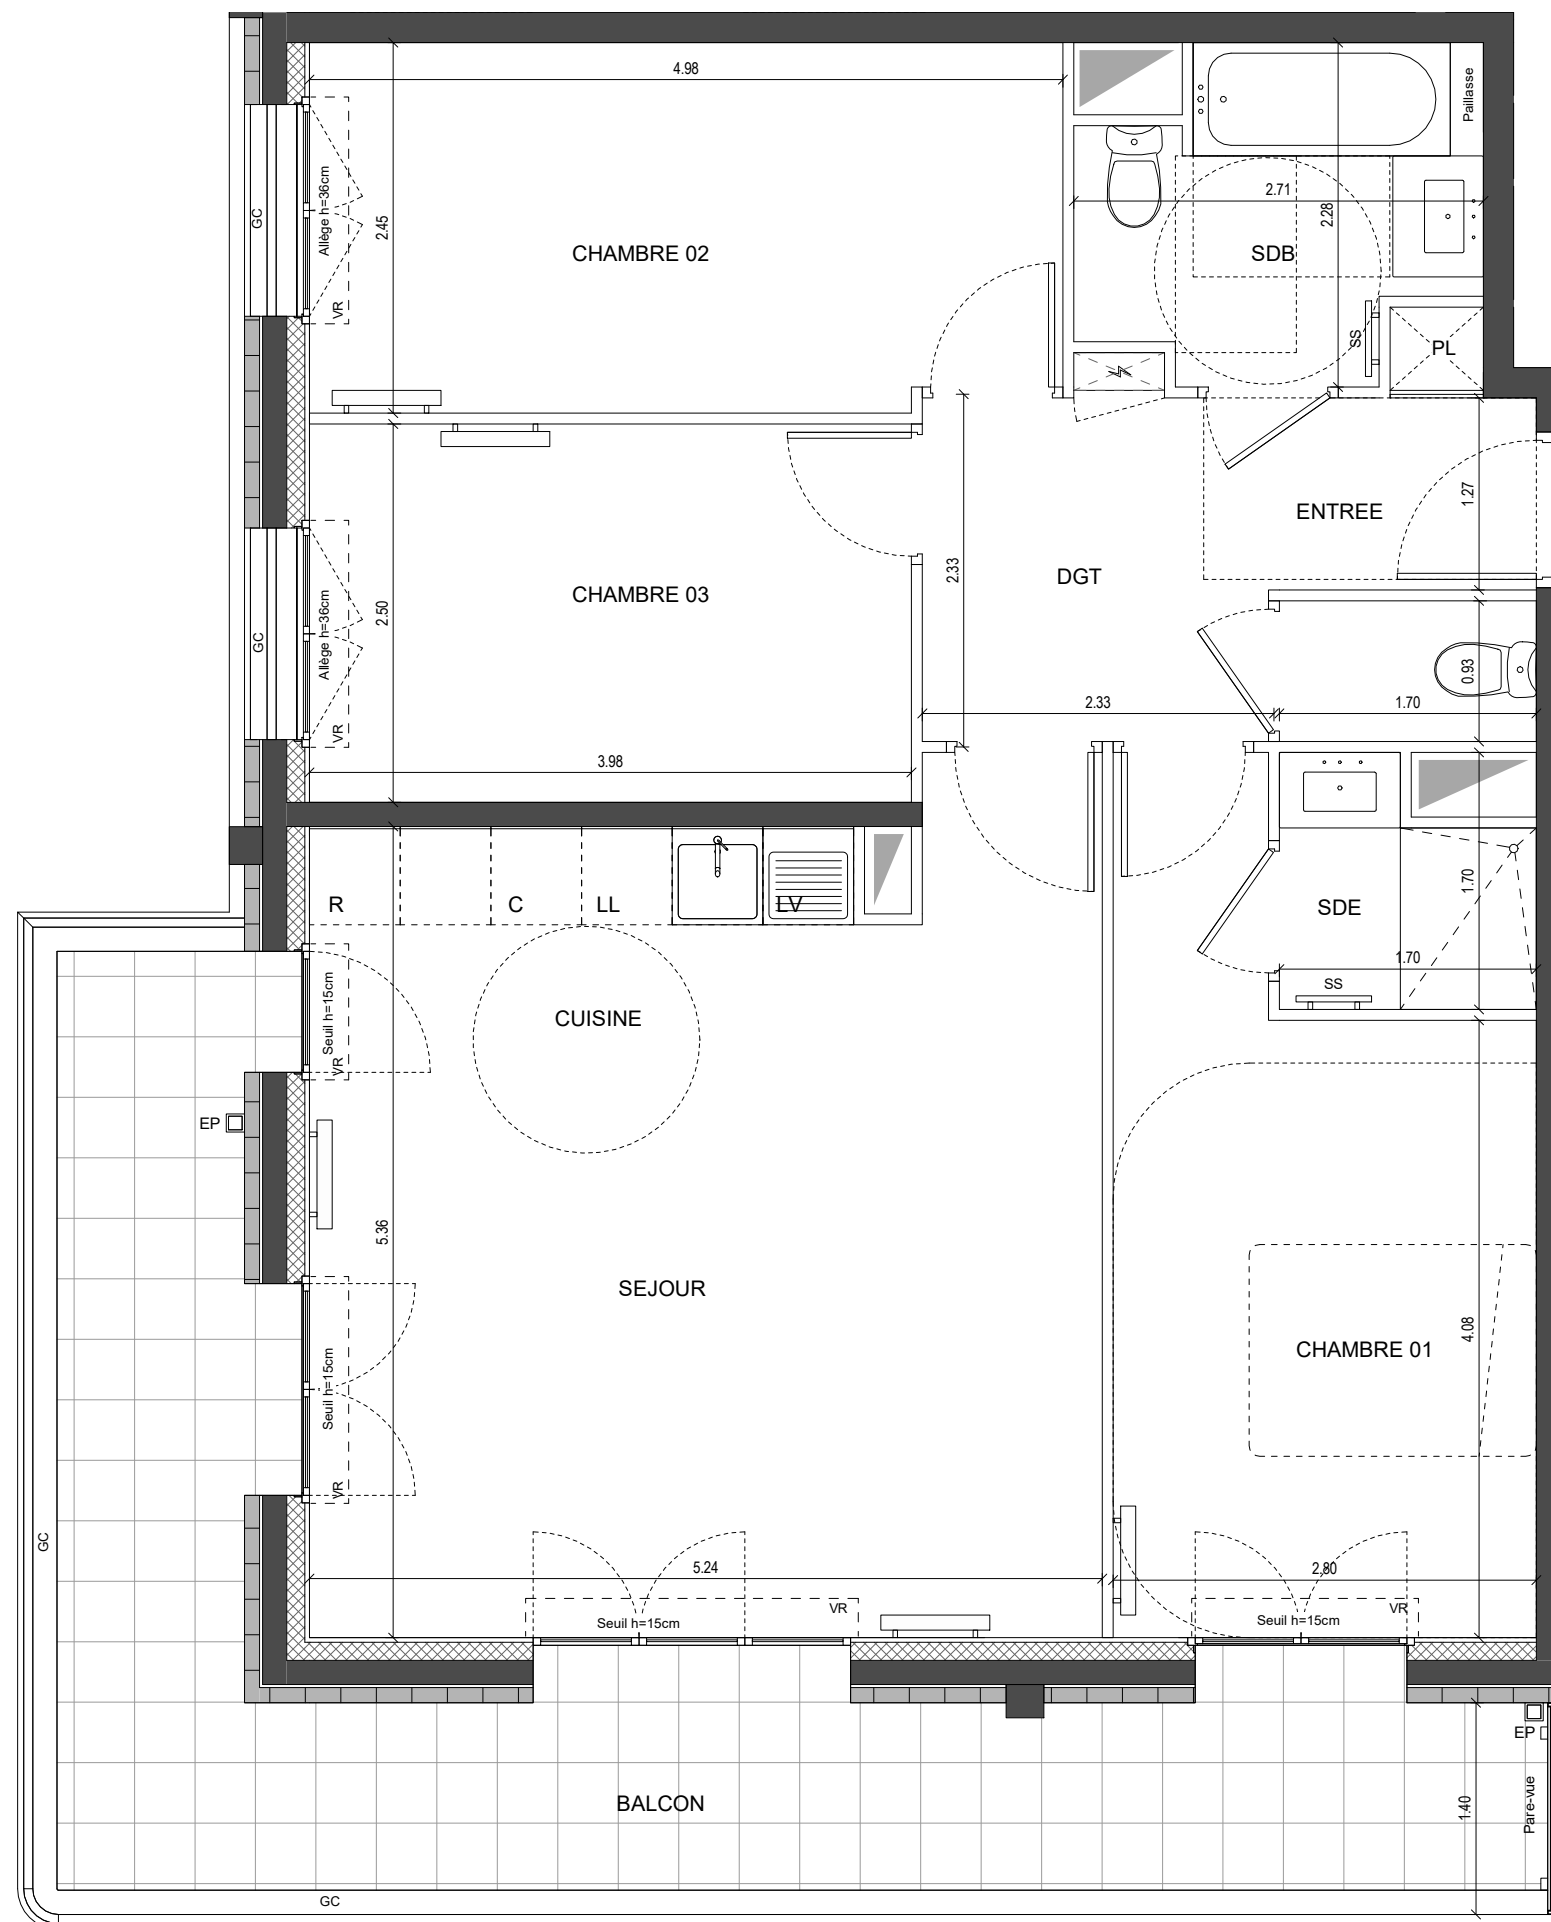 4.98
Paillasse
GC
Allège h=36cm
VR
2.45
CHAMBRE 02
2.71
2.28
SDB
SS
PL
ENTREE
1.27
DGT
2.33
CHAMBRE 03
2.50
GC
Allège h=36cm
VR
0.93
2.33
1.70
3.98
R
C
LL
LV
SDE
1.70
1.70
SS
Seuil h=15cm
VR
CUISINE
EP
5.36
SEJOUR
4.08
CHAMBRE 01
Seuil h=15cm
VR
GC
5.24
2.80
Seuil h=15cm
VR
Seuil h=15cm
VR
EP
BALCON
1.40
Pare-vue
GC